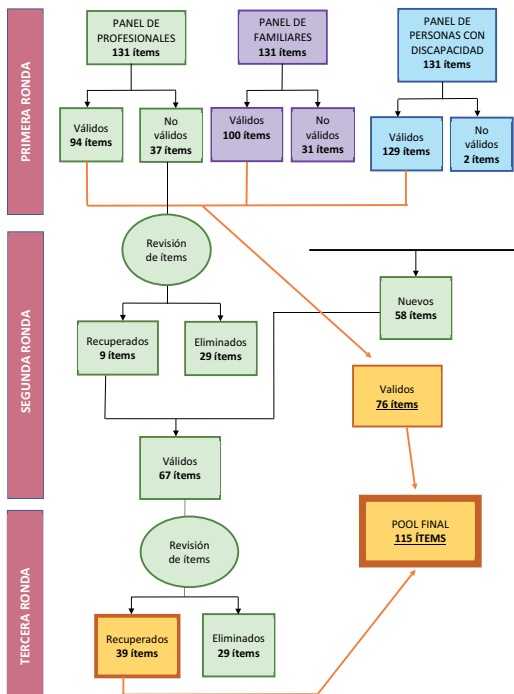 PRIMERA RONDA
PANEL DE
PROFESIONALES
131 ítems
PANEL DE
FAMILIARES
131 ítems
PANEL DE
PERSONAS CON
DISCAPACIDAD
131 ítems
Válidos
94 ítems
No
válidos
37 ítems
Válidos
100 ítems
No
válidos
31 ítems
Válidos
129 ítems
No
válidos
2 ítems
SEGUNDA RONDA
Revisión
de ítems
Nuevos
58 ítems
Recuperados
9 ítems
Eliminados
29 ítems
Validos
76 ítems
Válidos
67 ítems
TERCERA RONDA
POOL FINAL
115 ÍTEMS
Revisión
de ítems
Recuperados
39 ítems
Eliminados
29 ítems